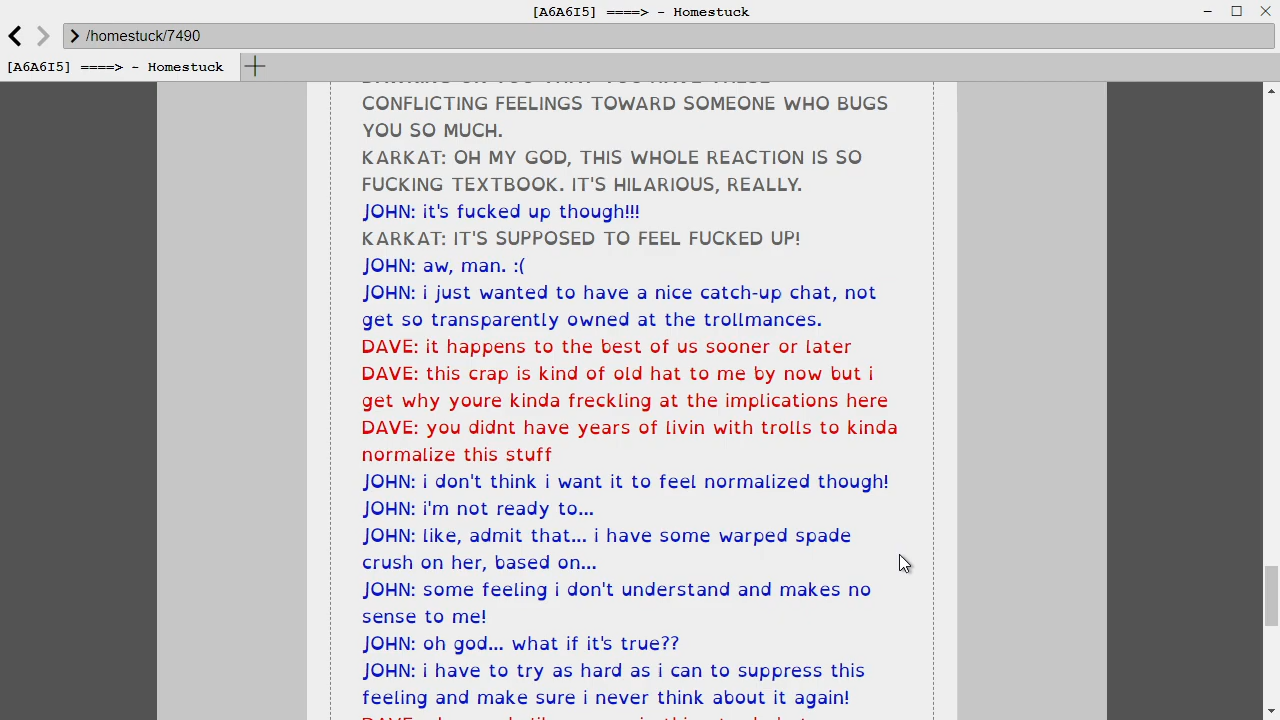 [A6A6I5] ====> - Homestuck
/homestuck/7490
[A6A6I5] ====> - Homestuck
CONFLICTING FEELINGS TOWARD SOMEONE WHO BUGS
YOU SO MUCH.
KARKAT: OH MY GOD, THIS WHOLE REACTION IS SO
FUCKING TEXTBOOK. IT'S HILARIOUS, REALLY.
JOHN: it's fucked up though!!!
KARKAT: IT'S SUPPOSED TO FEEL FUCKED UP!
JOHN: aw, man. :(
JOHN: i just wanted to have a nice catch-up chat, not
get so transparently owned at the trollmances.
DAVE: it happens to the best of us sooner or later
DAVE: this crap is kind of old hat to me by now but i
get why youre kinda freckling at the implications here
DAVE: you didnt have years of livin with trolls to kinda
normalize this stuff
JOHN: i don't think i want it to feel normalized though!
JOHN: i'm not ready to...
JOHN: like, admit that... i have some warped spade
crush on her, based on...
JOHN: some feeling i don't understand and makes no
sense to me!
JOHN: oh god... what if it's true??
JOHN: i have to try as hard as i can to suppress this
feeling and make sure i never think about it again!